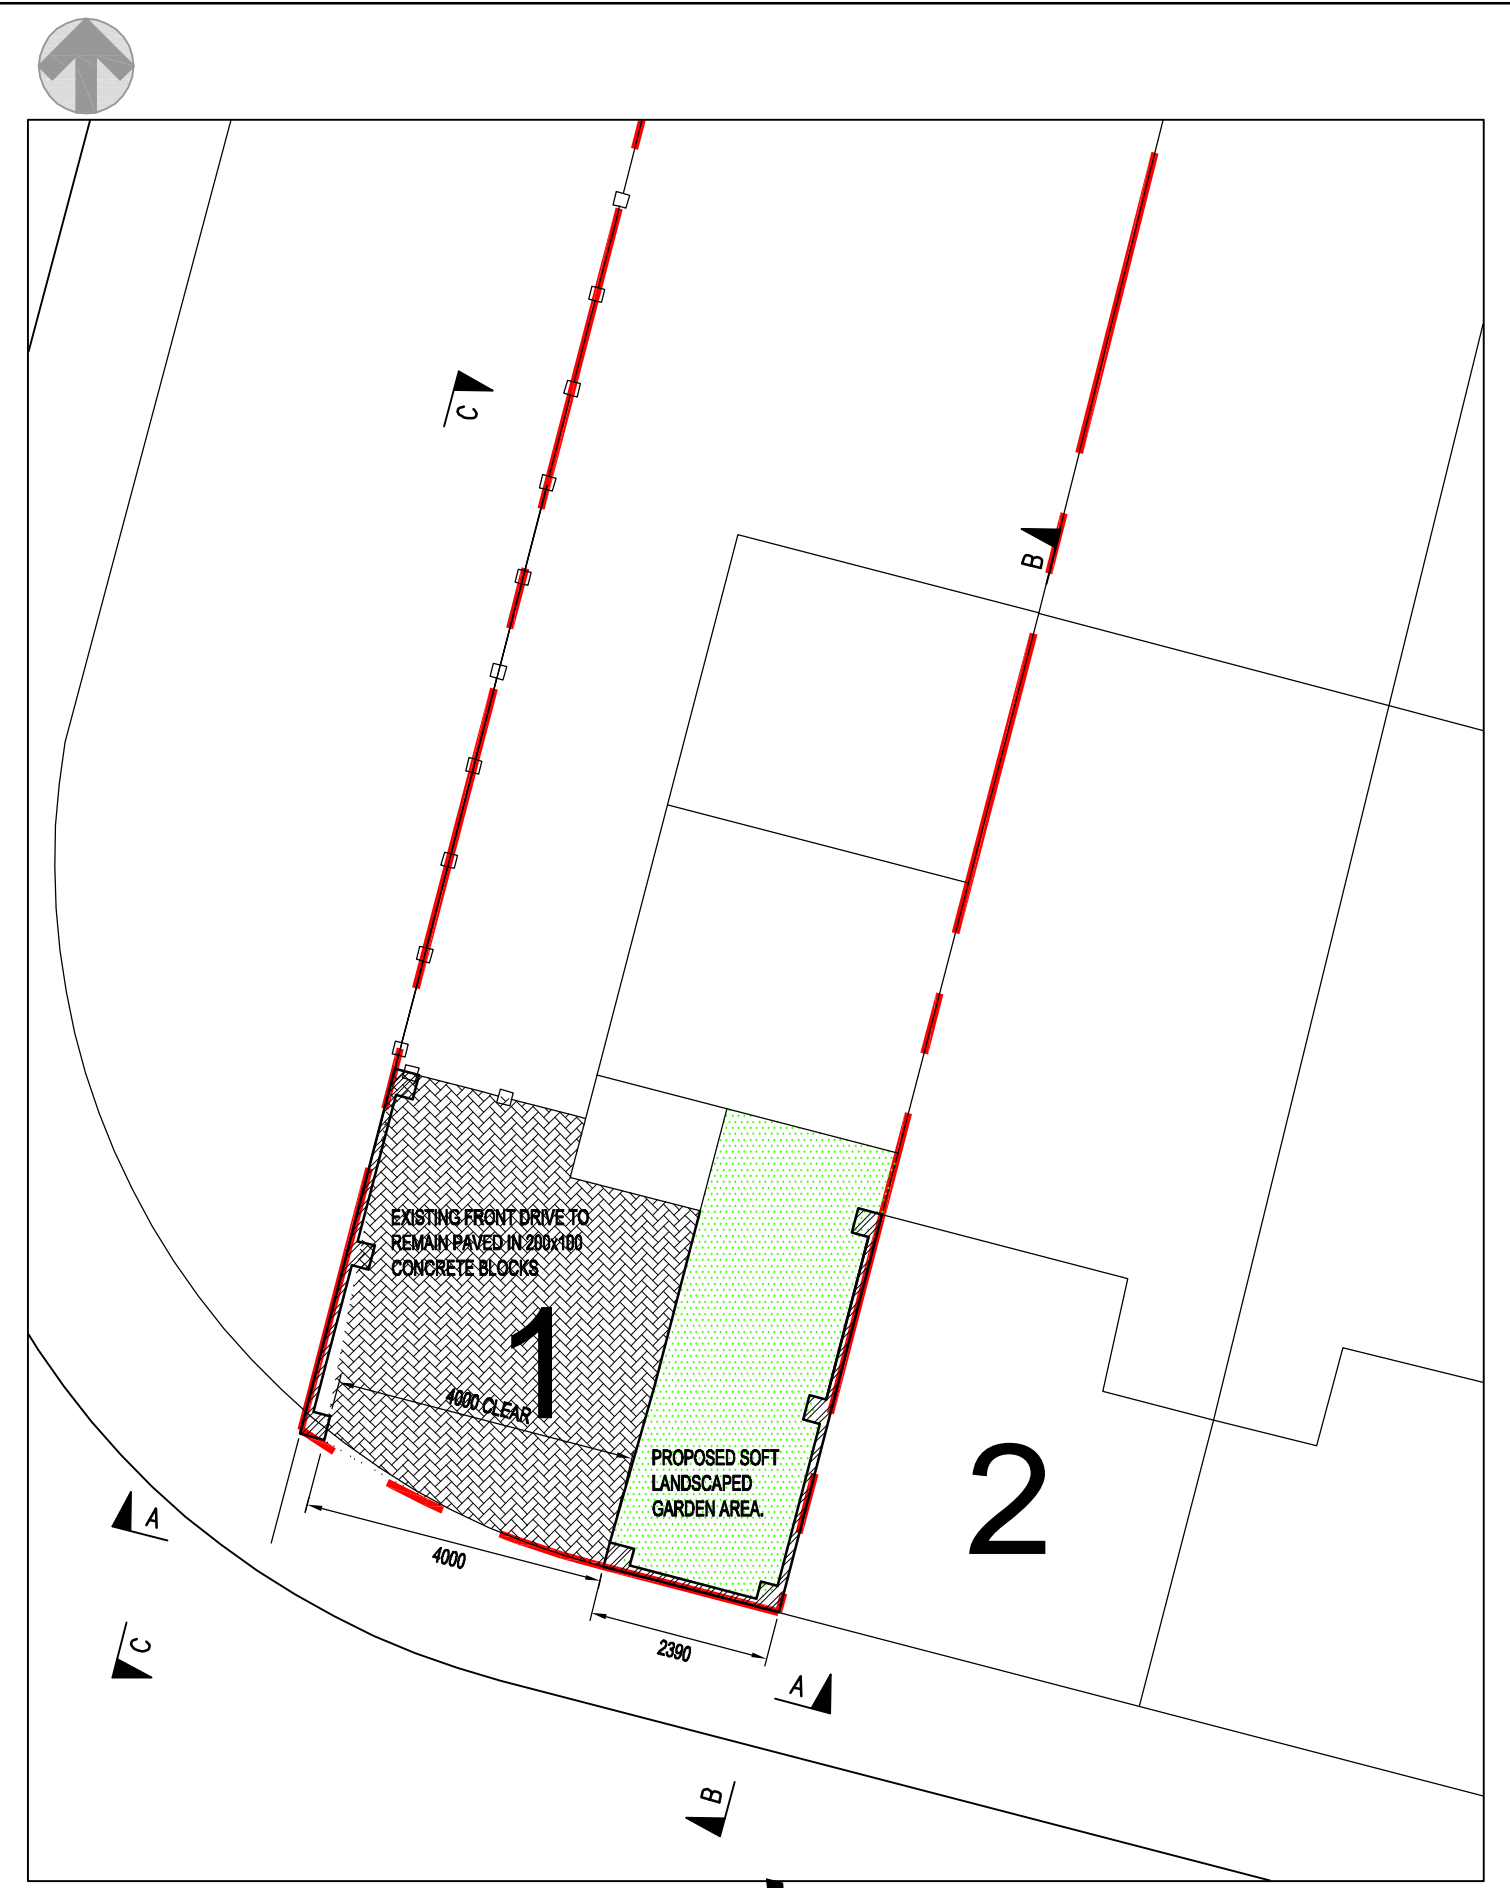 C
B
EXISTING FRONT DRIVE TO
REMAIN PAVED IN 200x100
CONCRETE BLOCKS
1
4000 CLEAR
PROPOSED SOFT
LANDSCAPED
GARDEN AREA.
2
A
4000
C
2390
A
B